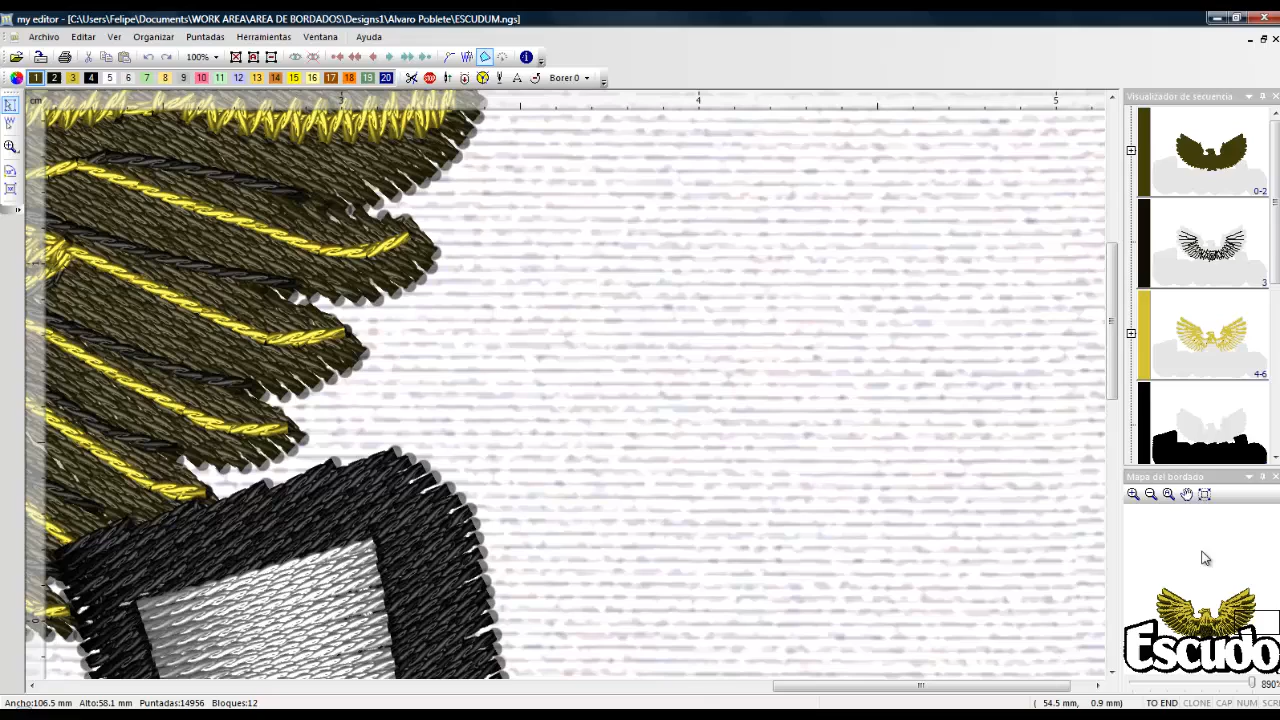 my editor - [C:\Users\Felipe\Documents\WORK AREA\AREA DE BORDADOS\Designs1\Alvaro Poblete\ESCUDUM.ngs]
Archivo Editar Ver Organizar Puntadas Herramientas Ventana Ayuda
100%
1 2 3 4 5 6 7 8 9 10 11 12 13 14 15 16 17 18 19 20 Borer 0
cm 3 4 5
Visualizador de secuencia
0-2
3
4-6
Mapa del bordado
Escudo
890%
Ancho:106.5 mm Alto:58.1 mm Puntadas:14956 Bloques:12 ( 54.5 mm, 0.9 mm) TO END CLONE CAP NUM SCR